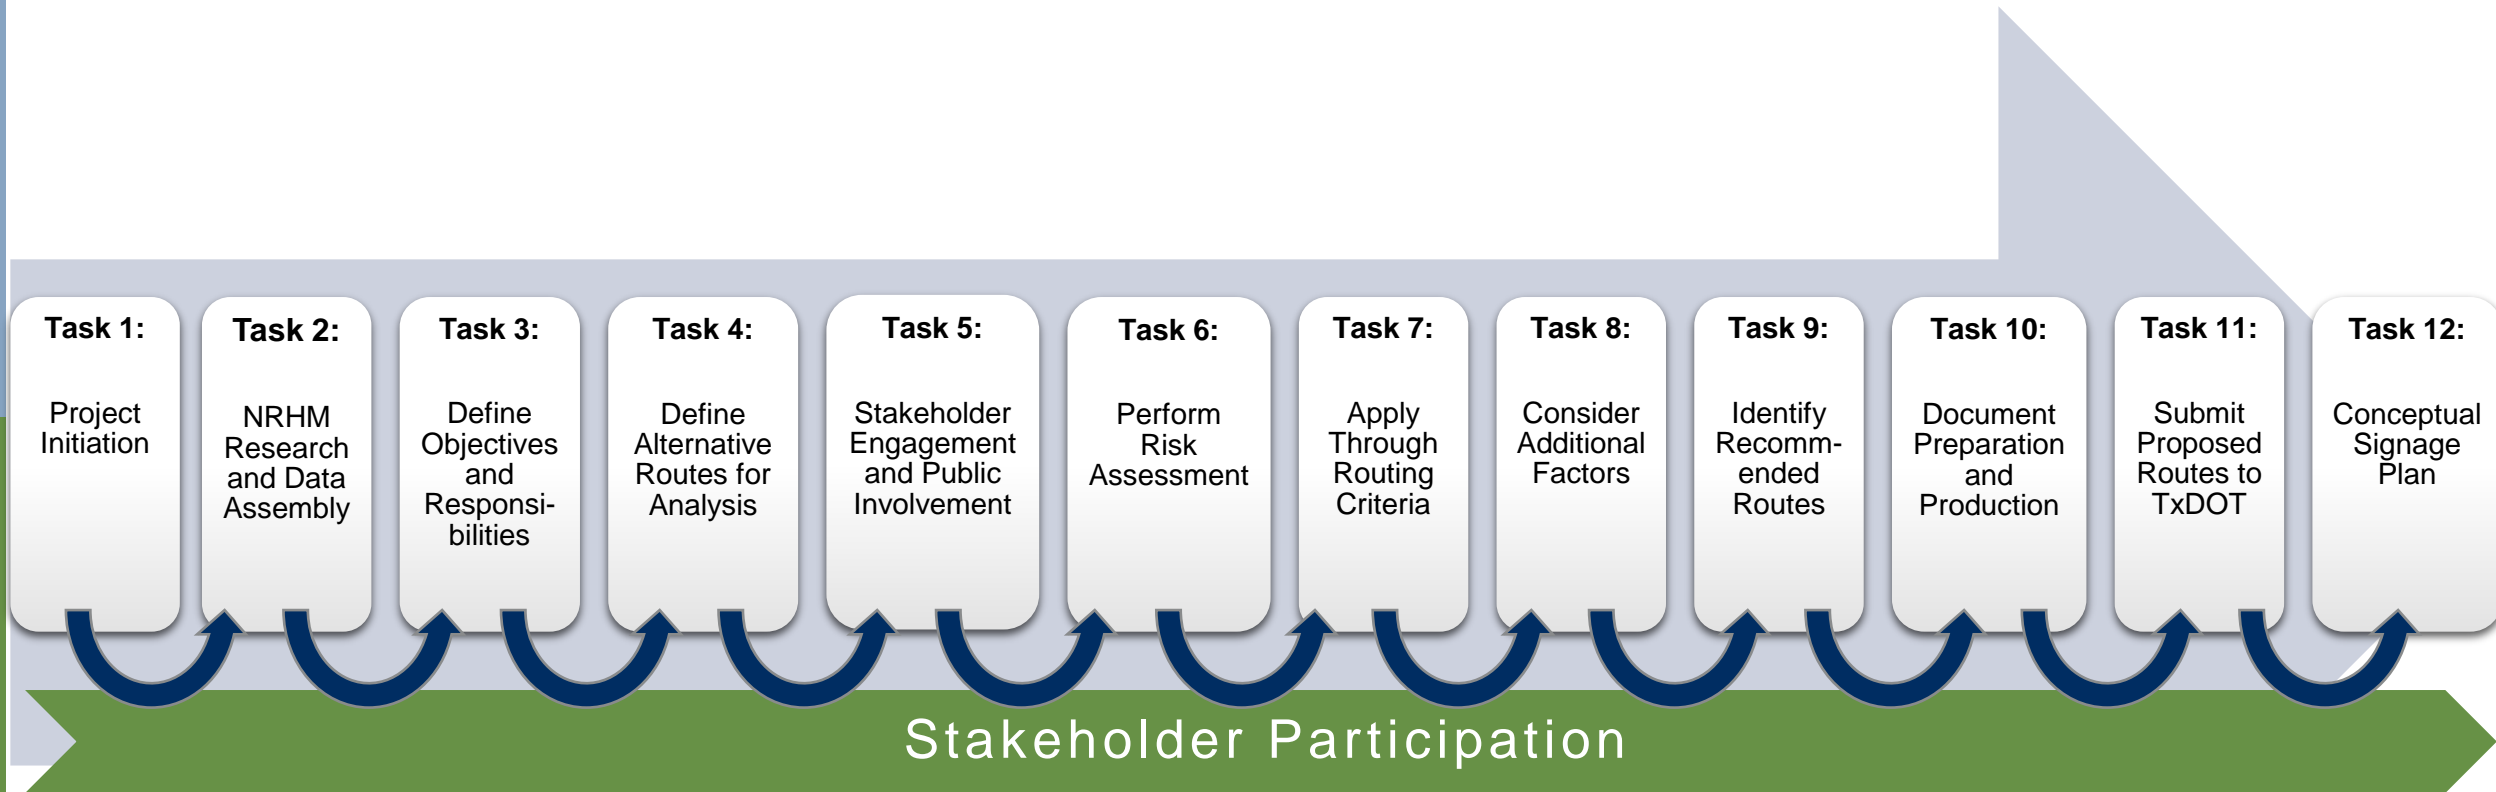 Task 1:
Project
Initiation
Task 2:
NRHM
Research
and Data
Assembly
Task 3:
Define
Objectives
and
Responsi-
bilities
Task 4:
Define
Alternative
Routes for
Analysis
Task 5:
Stakeholder
Engagement
and Public
Involvement
Task 6:
Perform
Risk
Assessment
Task 7:
Apply
Through
Routing
Criteria
Task 8:
Consider
Additional
Factors
Task 9:
Identify
Recomm-
ended
Routes
Task 10:
Document
Preparation
and
Production
Task 11:
Submit
Proposed
Routes to
TxDOT
Task 12:
Conceptual
Signage
Plan
Stakeholder Participation